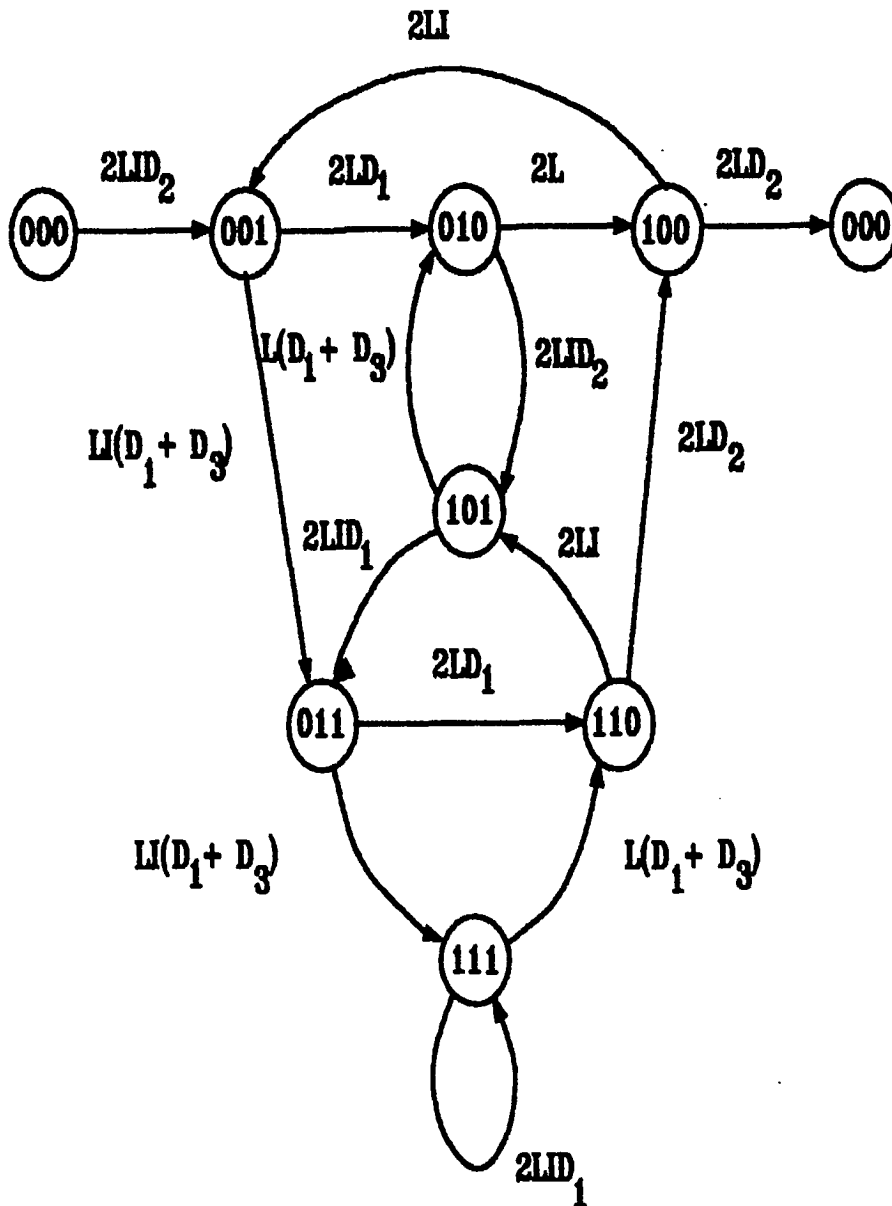 2LI
2LID₂ 2LD₁ 2L 2LD₂
000 001 010 100 000
L(D₁ + D₃) 2LID₂
LI(D₁ + D₃) 2LD₂
101
2LID₁ 2LI
2LD₁
011 110
LI(D₁ + D₃) L(D₁ + D₃)
111
2LID₁